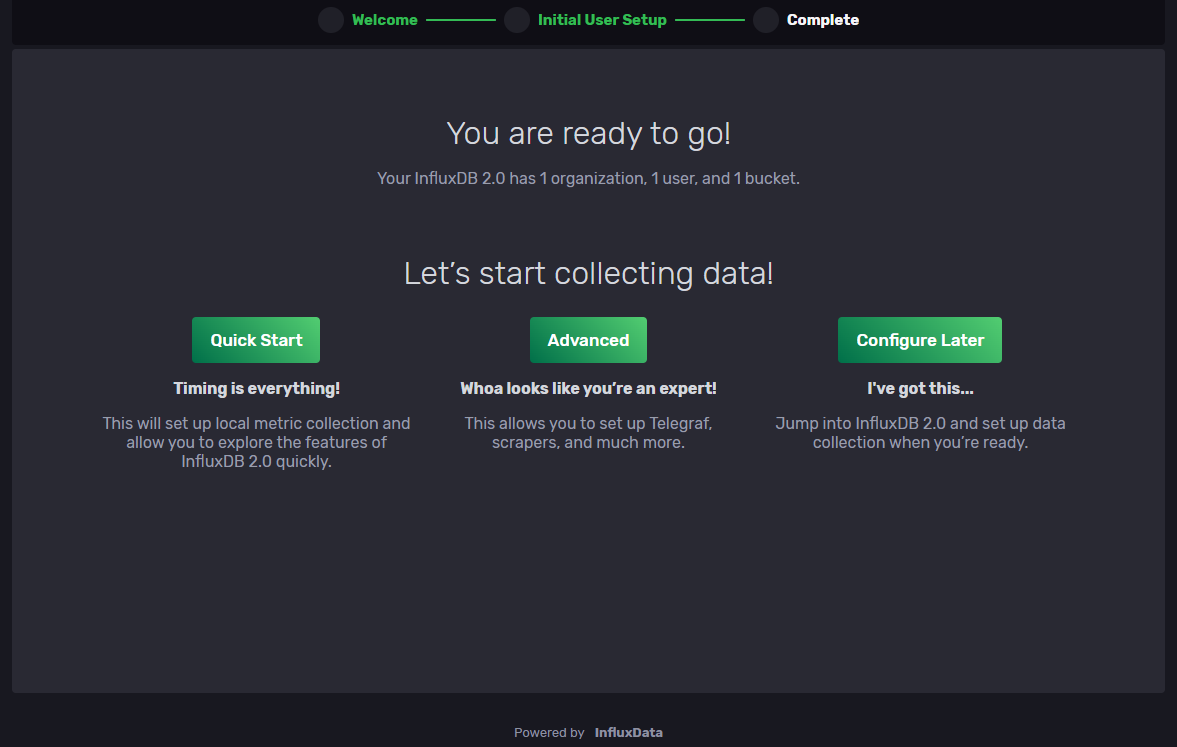 Welcome Initial User Setup Complete
You are ready to go!
Your InfluxDB 2.0 has 1 organization, 1 user, and 1 bucket.
Let’s start collecting data!
Quick Start
Timing is everything!
This will set up local metric collection and
allow you to explore the features of
InfluxDB 2.0 quickly.
Advanced
Whoa looks like you’re an expert!
This allows you to set up Telegraf,
scrapers, and much more.
Configure Later
I've got this...
Jump into InfluxDB 2.0 and set up data
collection when you’re ready.
Powered by InfluxData